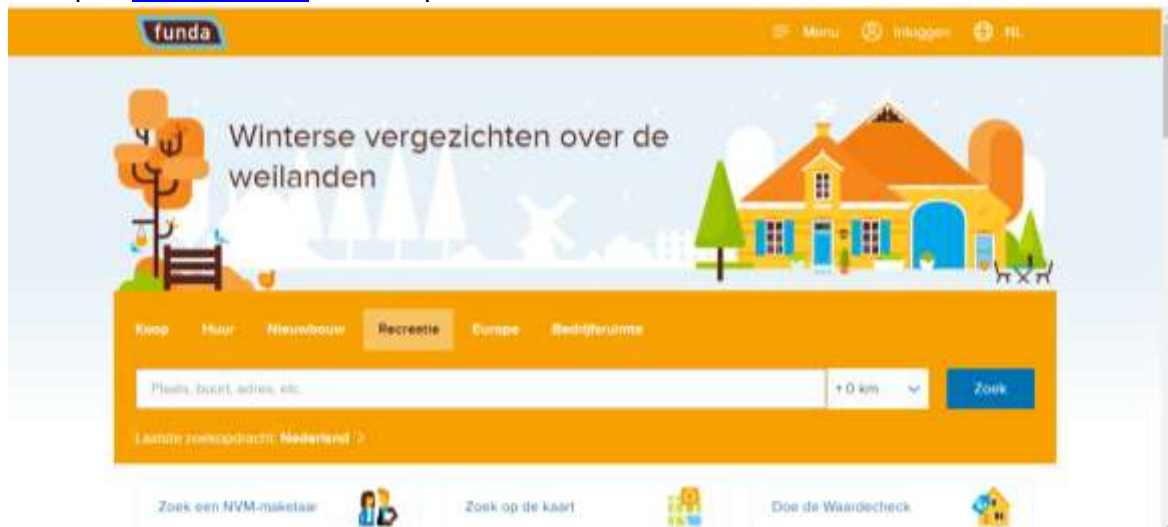 funda
Menu Inloggen NL
Winterse vergezichten over de
weilanden
Koop Huur Nieuwbouw Recreatie Europa Bedrijfsruimte
Plaats, buurt, adres, etc. + 0 km Zoek
Laatste zoekopdracht: Nederland >
Zoek een NVM-makelaar Zoek op de kaart Doe de Waardecheck